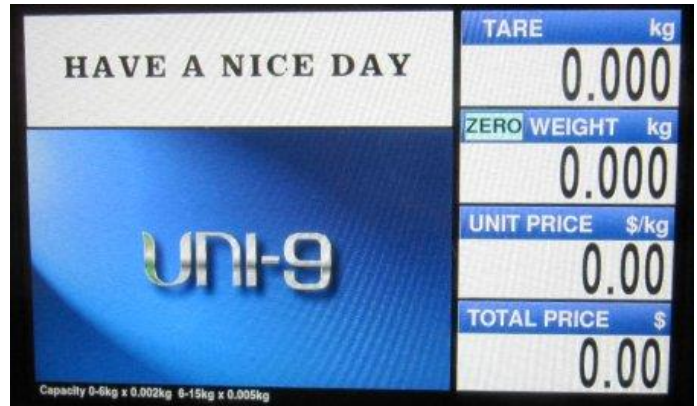 HAVE A NICE DAY
UNI-9
Capacity 0-6kg x 0.002kg 6-15kg x 0.005kg
TARE kg
0.000
ZERO WEIGHT kg
0.000
UNIT PRICE $/kg
0.00
TOTAL PRICE $
0.00